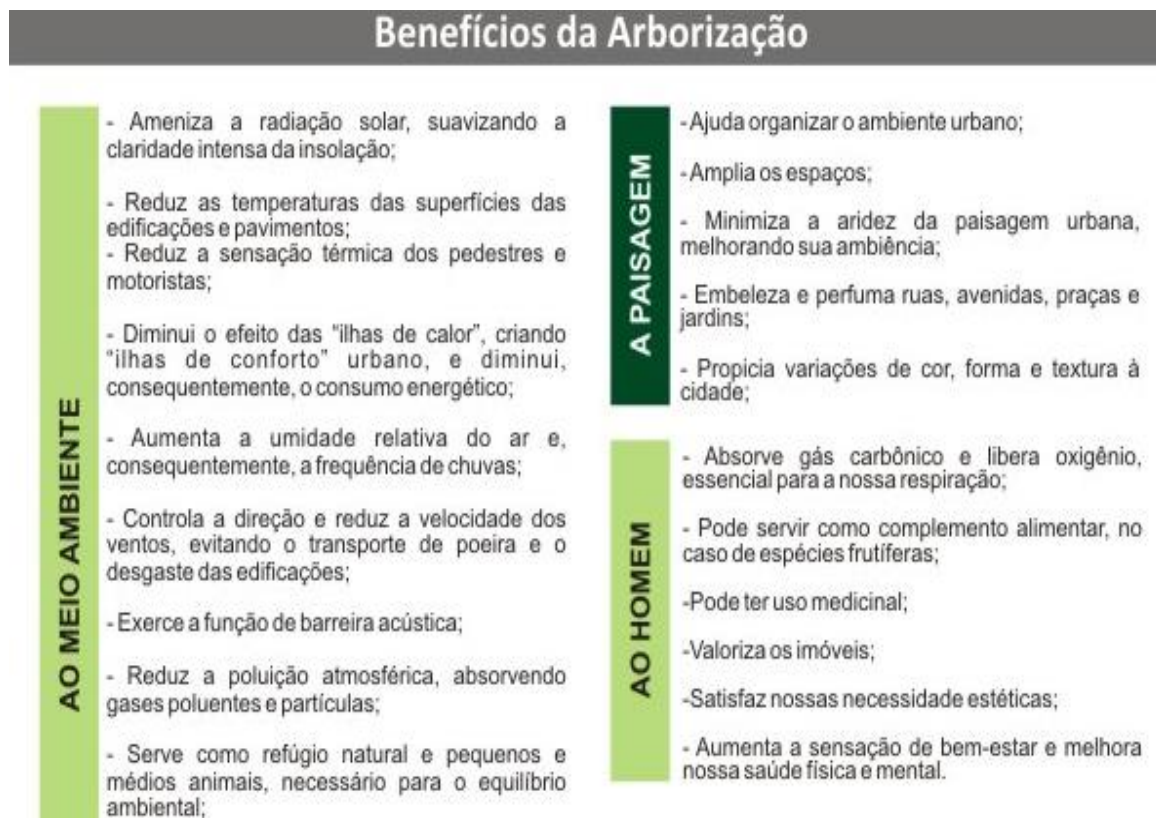 Benefícios da Arborização
AO MEIO AMBIENTE
- Ameniza a radiação solar, suavizando a
claridade intensa da insolação;
- Reduz as temperaturas das superfícies das
edificações e pavimentos;
- Reduz a sensação térmica dos pedestres e
motoristas;
- Diminui o efeito das “ilhas de calor”, criando
“ilhas de conforto” urbano, e diminui,
consequentemente, o consumo energético;
- Aumenta a umidade relativa do ar e,
consequentemente, a frequência de chuvas;
- Controla a direção e reduz a velocidade dos
ventos, evitando o transporte de poeira e o
desgaste das edificações;
- Exerce a função de barreira acústica;
- Reduz a poluição atmosférica, absorvendo
gases poluentes e partículas;
- Serve como refúgio natural e pequenos e
médios animais, necessário para o equilíbrio
ambiental;
A PAISAGEM
-Ajuda organizar o ambiente urbano;
-Amplia os espaços;
- Minimiza a aridez da paisagem urbana,
melhorando sua ambiência;
- Embeleza e perfuma ruas, avenidas, praças e
jardins;
- Propicia variações de cor, forma e textura à
cidade;
AO HOMEM
- Absorve gás carbônico e libera oxigênio,
essencial para a nossa respiração;
- Pode servir como complemento alimentar, no
caso de espécies frutíferas;
-Pode ter uso medicinal;
-Valoriza os imóveis;
-Satisfaz nossas necessidade estéticas;
- Aumenta a sensação de bem-estar e melhora
nossa saúde física e mental.